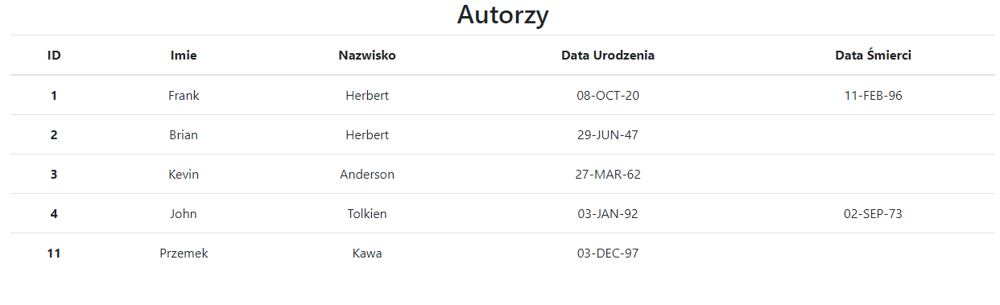 Autorzy
ID Imie Nazwisko Data Urodzenia Data Śmierci
1 Frank Herbert 08-OCT-20 11-FEB-96
2 Brian Herbert 29-JUN-47
3 Kevin Anderson 27-MAR-62
4 John Tolkien 03-JAN-92 02-SEP-73
11 Przemek Kawa 03-DEC-97